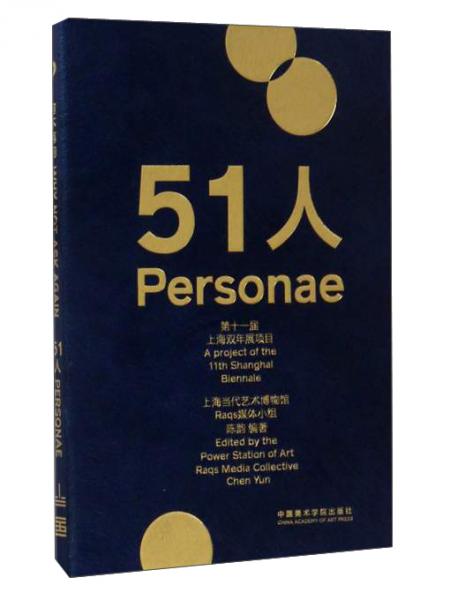 51人
Personae
第十一届
上海双年展项目
A project of the
11th Shanghai
Biennale
上海当代艺术博物馆
Raqs媒体小组
陈韵 编著
Edited by the
Power Station of Art
Raqs Media Collective
Chen Yun
中国美术学院出版社
CHINA ACADEMY OF ART PRESS
WHY NOT ASK AGAIN
51
人 PERSONAE